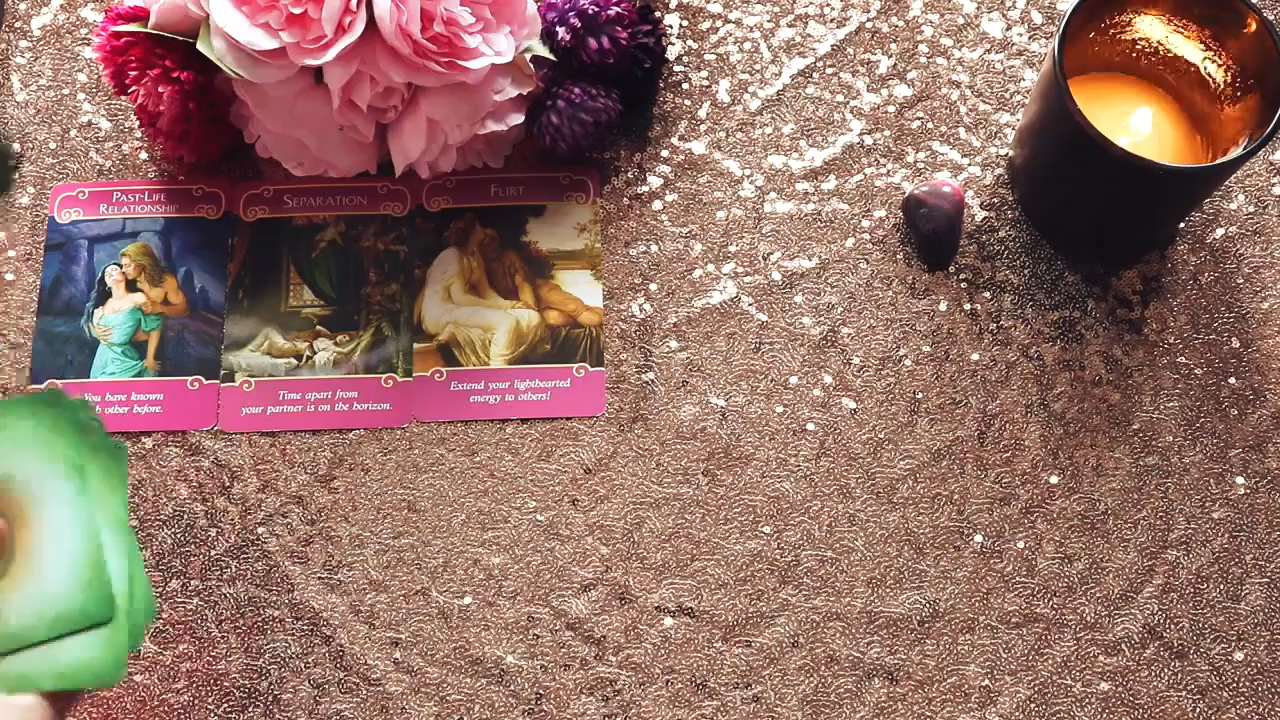 PAST-LIFE
RELATIONSHIP
You have known
other before.
SEPARATION
Time apart from
your partner is on the horizon.
FLIRT
Extend your lighthearted
energy to others!